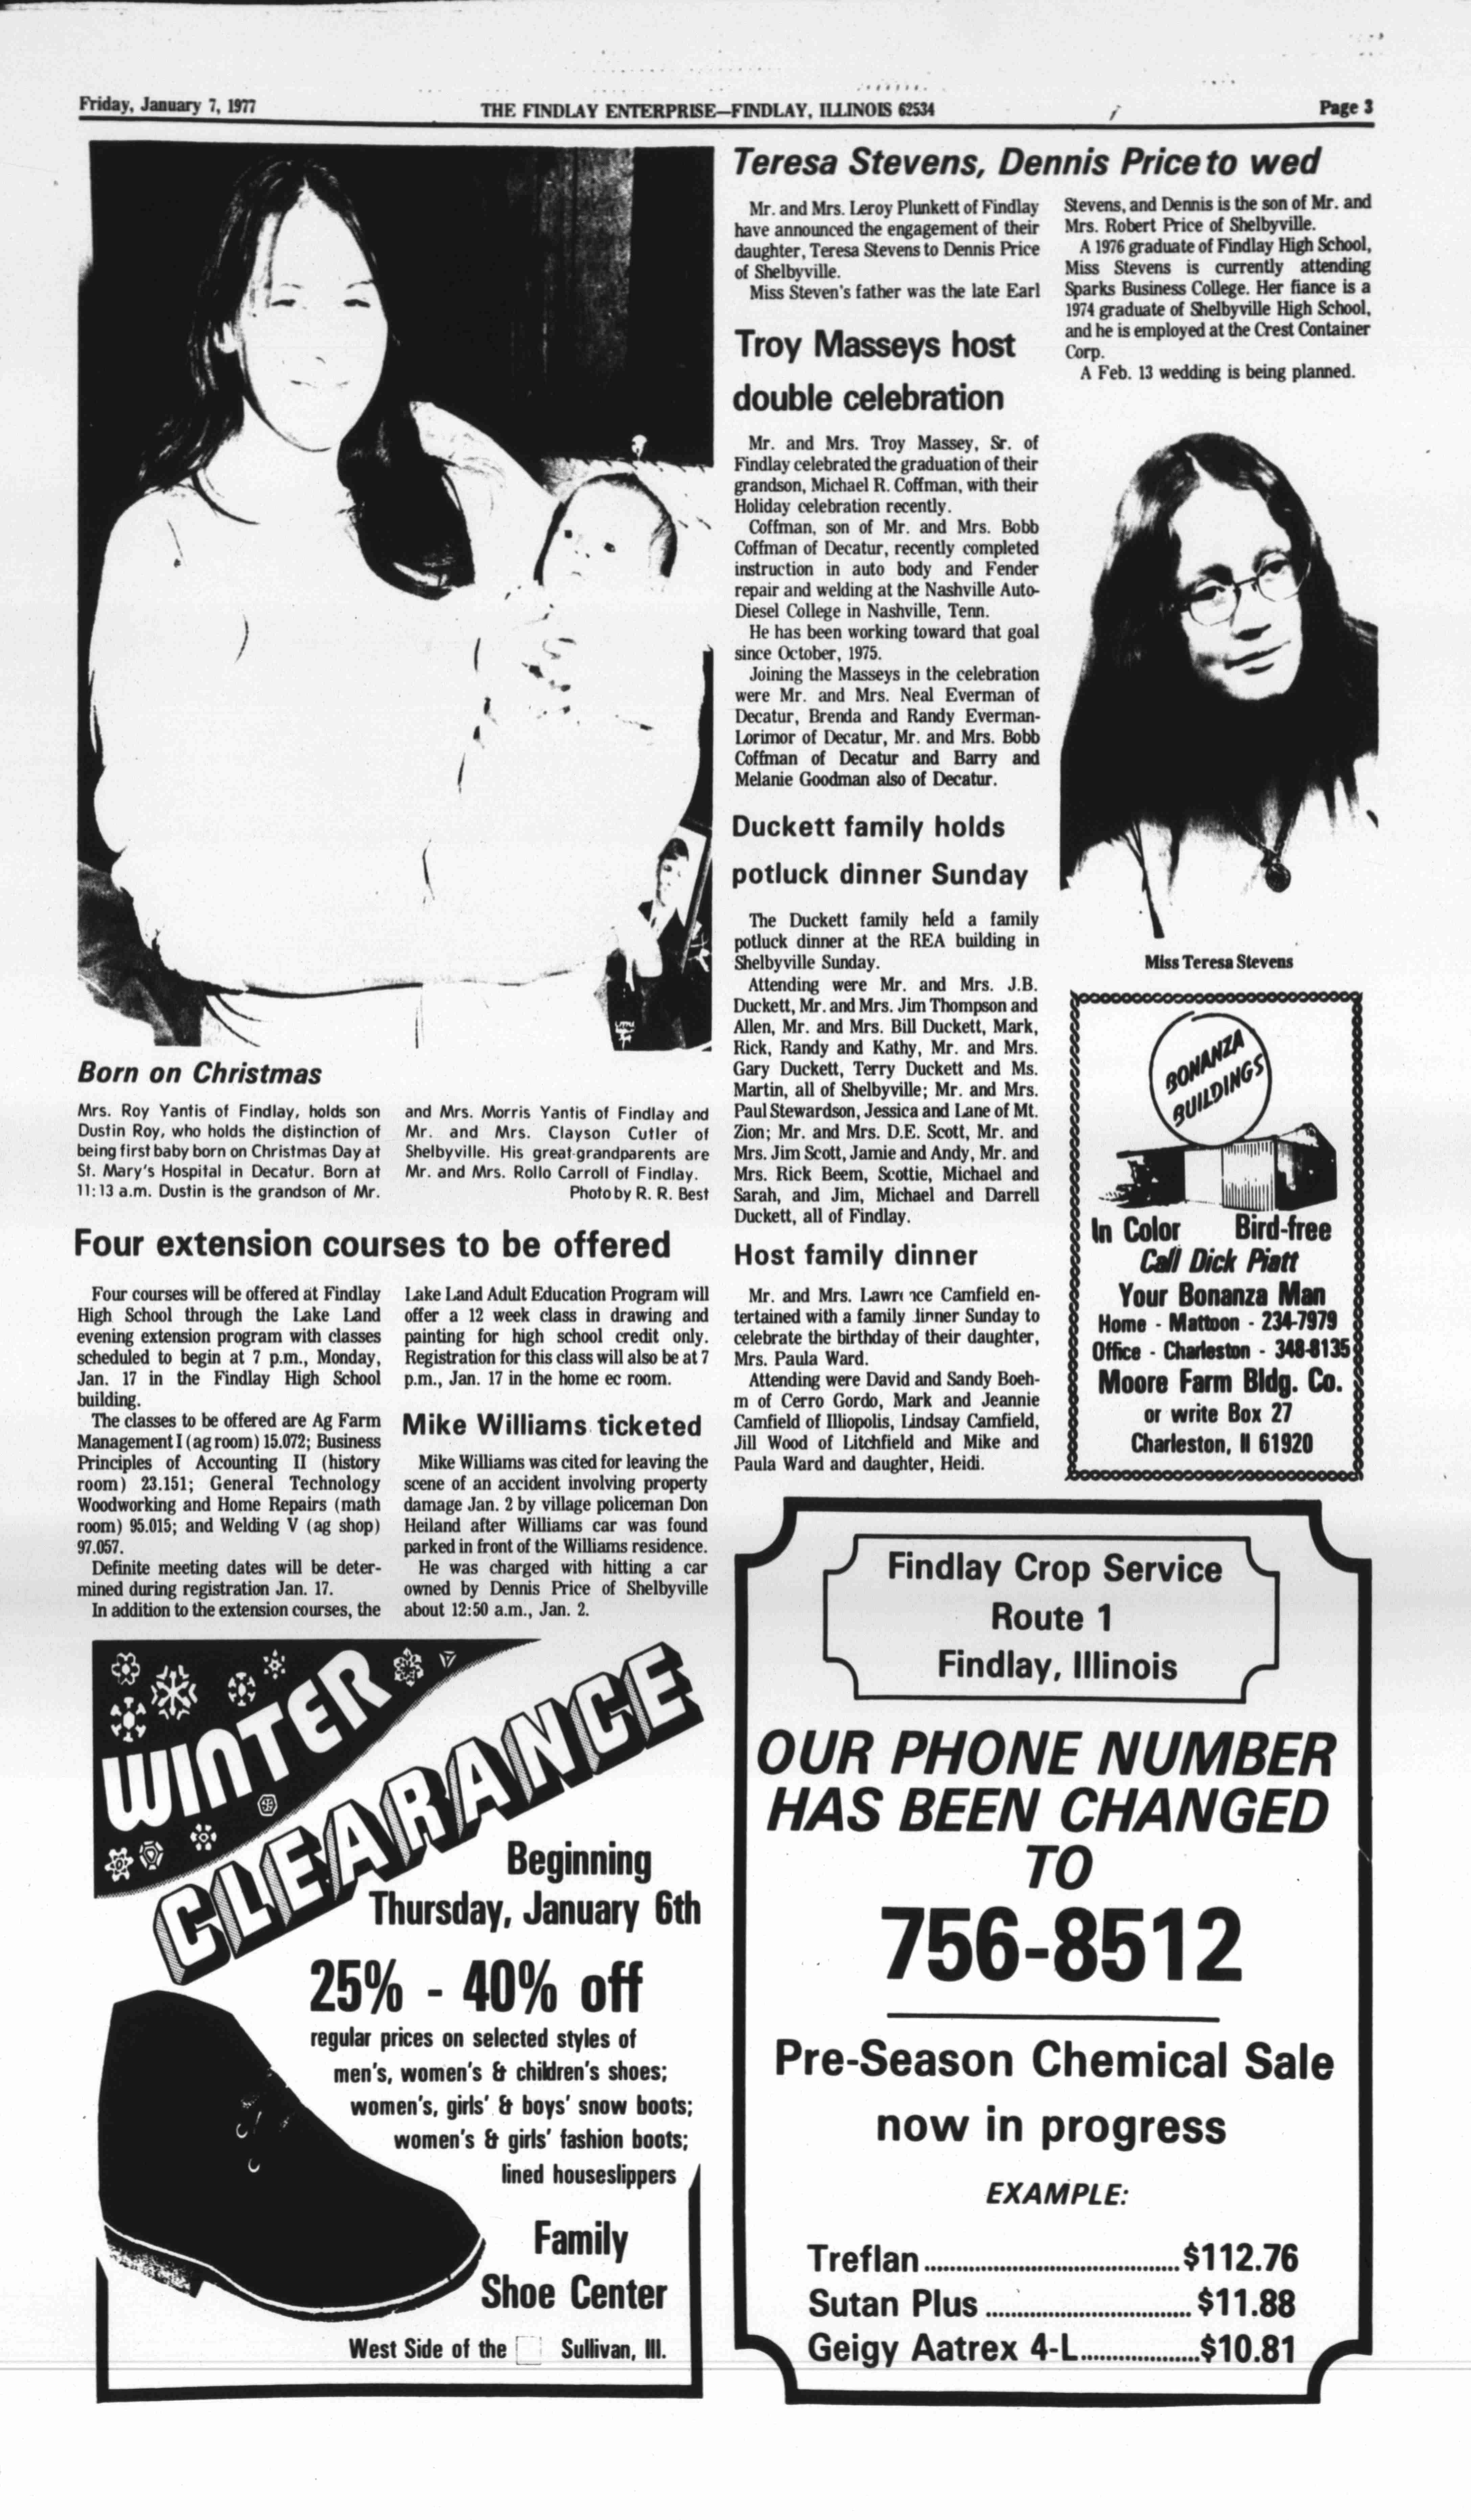 Friday, January 7, 1977
THE FINDLAY ENTERPRISE—FINDLAY, ILLINOIS 62534
Page 3
Born on Christmas
Mrs. Roy Yantis of Findlay, holds son
Dustin Roy, who holds the distinction of
being first baby born on Christmas Day at
St. Mary's Hospital in Decatur. Born at
11:13 a.m. Dustin is the grandson of Mr.
and Mrs. Morris Yantis of Findlay and
Mr. and Mrs. Clayson Cutler of
Shelbyville. His great-grandparents are
Mr. and Mrs. Rollo Carroll of Findlay.
Photo by R. R. Best
Four extension courses to be offered
Four courses will be offered at Findlay
High School through the Lake Land
evening extension program with classes
scheduled to begin at 7 p.m., Monday,
Jan. 17 in the Findlay High School
building.
The classes to be offered are Ag Farm
Management I (ag room) 15.072; Business
Principles of Accounting II (history
room) 23.151; General Technology
Woodworking and Home Repairs (math
room) 95.015; and Welding V (ag shop)
97.057.
Definite meeting dates will be deter-
mined during registration Jan. 17.
In addition to the extension courses, the
Lake Land Adult Education Program will
offer a 12 week class in drawing and
painting for high school credit only.
Registration for this class will also be at 7
p.m., Jan. 17 in the home ec room.
Mike Williams ticketed
Mike Williams was cited for leaving the
scene of an accident involving property
damage Jan. 2 by village policeman Don
Heiland after Williams car was found
parked in front of the Williams residence.
He was charged with hitting a car
owned by Dennis Price of Shelbyville
about 12:50 a.m., Jan. 2.
WINTER
CLEARANCE
Beginning
Thursday, January 6th
25% - 40% off
regular prices on selected styles of
men's, women's & children's shoes;
women's, girls' & boys' snow boots;
women's & girls' fashion boots;
lined houseslippers
Family
Shoe Center
West Side of the Sullivan, Ill.
Teresa Stevens, Dennis Price to wed
Mr. and Mrs. Leroy Plunkett of Findlay
have announced the engagement of their
daughter, Teresa Stevens to Dennis Price
of Shelbyville.
Miss Steven's father was the late Earl
Stevens, and Dennis is the son of Mr. and
Mrs. Robert Price of Shelbyville.
A 1976 graduate of Findlay High School,
Miss Stevens is currently attending
Sparks Business College. Her fiance is a
1974 graduate of Shelbyville High School,
and he is employed at the Crest Container
Corp.
A Feb. 13 wedding is being planned.
Miss Teresa Stevens
Troy Masseys host
double celebration
Mr. and Mrs. Troy Massey, Sr. of
Findlay celebrated the graduation of their
grandson, Michael R. Coffman, with their
Holiday celebration recently.
Coffman, son of Mr. and Mrs. Bobb
Coffman of Decatur, recently completed
instruction in auto body and Fender
repair and welding at the Nashville Auto-
Diesel College in Nashville, Tenn.
He has been working toward that goal
since October, 1975.
Joining the Masseys in the celebration
were Mr. and Mrs. Neal Everman of
Decatur, Brenda and Randy Everman-
Lorimor of Decatur, Mr. and Mrs. Bobb
Coffman of Decatur and Barry and
Melanie Goodman also of Decatur.
Duckett family holds
potluck dinner Sunday
The Duckett family held a family
potluck dinner at the REA building in
Shelbyville Sunday.
Attending were Mr. and Mrs. J.B.
Duckett, Mr. and Mrs. Jim Thompson and
Allen, Mr. and Mrs. Bill Duckett, Mark,
Rick, Randy and Kathy, Mr. and Mrs.
Gary Duckett, Terry Duckett and Ms.
Martin, all of Shelbyville; Mr. and Mrs.
Paul Stewardson, Jessica and Lane of Mt.
Zion; Mr. and Mrs. D.E. Scott, Mr. and
Mrs. Jim Scott, Jamie and Andy, Mr. and
Mrs. Rick Beem, Scottie, Michael and
Sarah, and Jim, Michael and Darrell
Duckett, all of Findlay.
Host family dinner
Mr. and Mrs. Lawrence Camfield en-
tertained with a family dinner Sunday to
celebrate the birthday of their daughter,
Mrs. Paula Ward.
Attending were David and Sandy Boeh-
m of Cerro Gordo, Mark and Jeannie
Camfield of Illiopolis, Lindsay Camfield,
Jill Wood of Litchfield and Mike and
Paula Ward and daughter, Heidi.
BONANZA
BUILDINGS
In Color Bird-free
Call Dick Piatt
Your Bonanza Man
Home - Mattoon - 234-7979
Office - Charleston - 348-8135
Moore Farm Bldg. Co.
or write Box 27
Charleston, Il 61920
Findlay Crop Service
Route 1
Findlay, Illinois
OUR PHONE NUMBER
HAS BEEN CHANGED
TO
756-8512
Pre-Season Chemical Sale
now in progress
EXAMPLE:
Treflan........................................$112.76
Sutan Plus ................................ $11.88
Geigy Aatrex 4-L...................$10.81